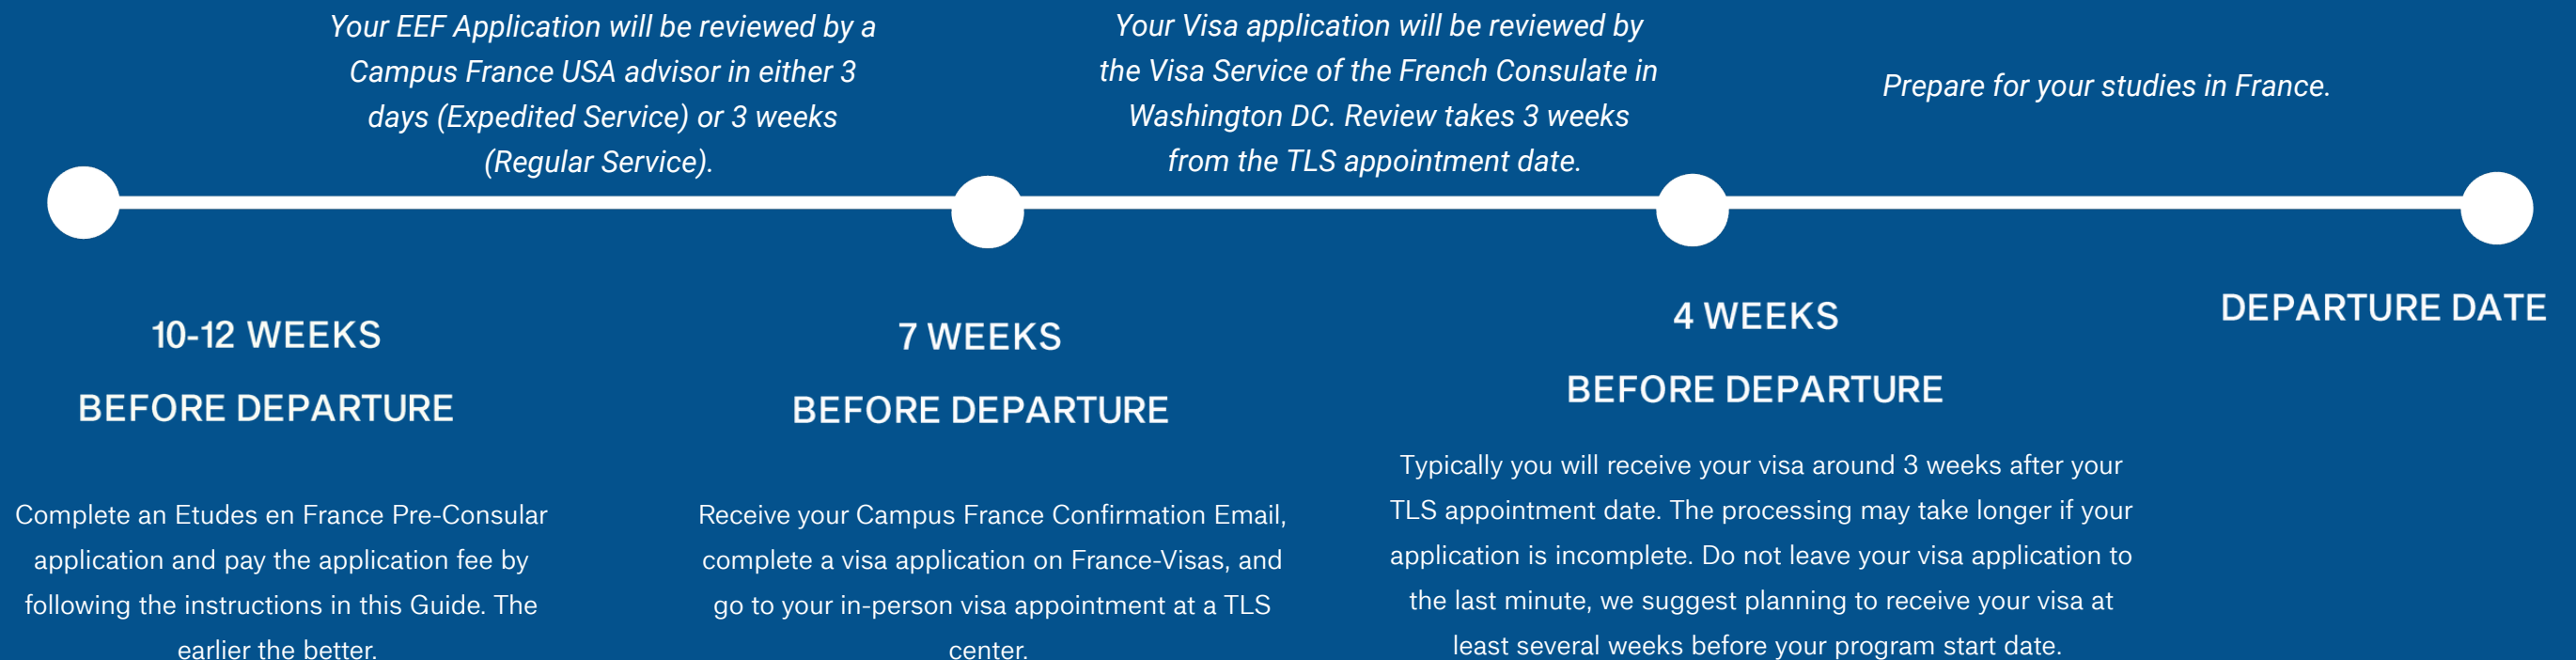 Your EEF Application will be reviewed by a
Campus France USA advisor in either 3
days (Expedited Service) or 3 weeks
(Regular Service).
Your Visa application will be reviewed by
the Visa Service of the French Consulate in
Washington DC. Review takes 3 weeks
from the TLS appointment date.
Prepare for your studies in France.
10-12 WEEKS
BEFORE DEPARTURE
Complete an Etudes en France Pre-Consular
application and pay the application fee by
following the instructions in this Guide. The
earlier the better.
7 WEEKS
BEFORE DEPARTURE
Receive your Campus France Confirmation Email,
complete a visa application on France-Visas, and
go to your in-person visa appointment at a TLS
center.
4 WEEKS
BEFORE DEPARTURE
Typically you will receive your visa around 3 weeks after your
TLS appointment date. The processing may take longer if your
application is incomplete. Do not leave your visa application to
the last minute, we suggest planning to receive your visa at
least several weeks before your program start date.
DEPARTURE DATE